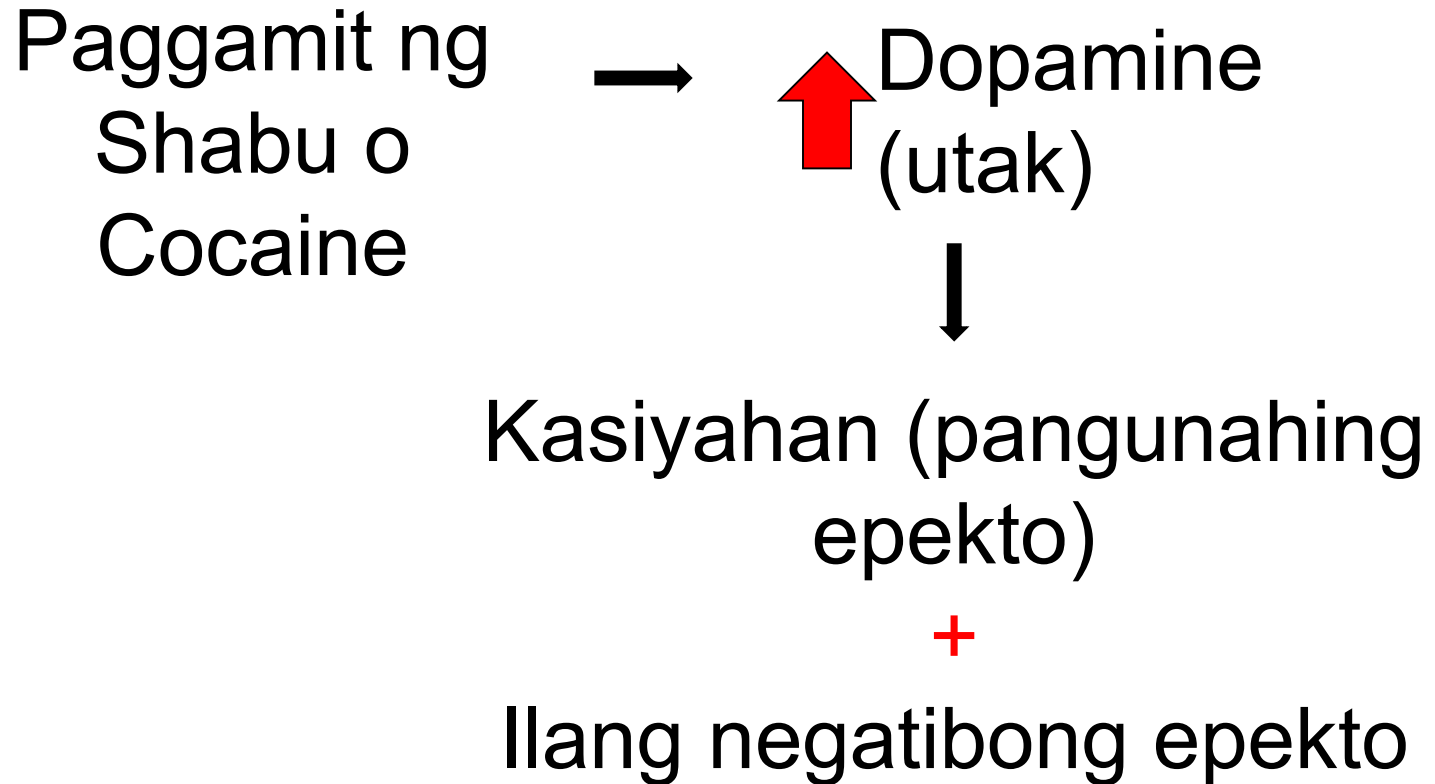 Paggamit ng
Shabu o
Cocaine
Dopamine
(utak)
Kasiyahan (pangunahing
epekto)
+
Ilang negatibong epekto